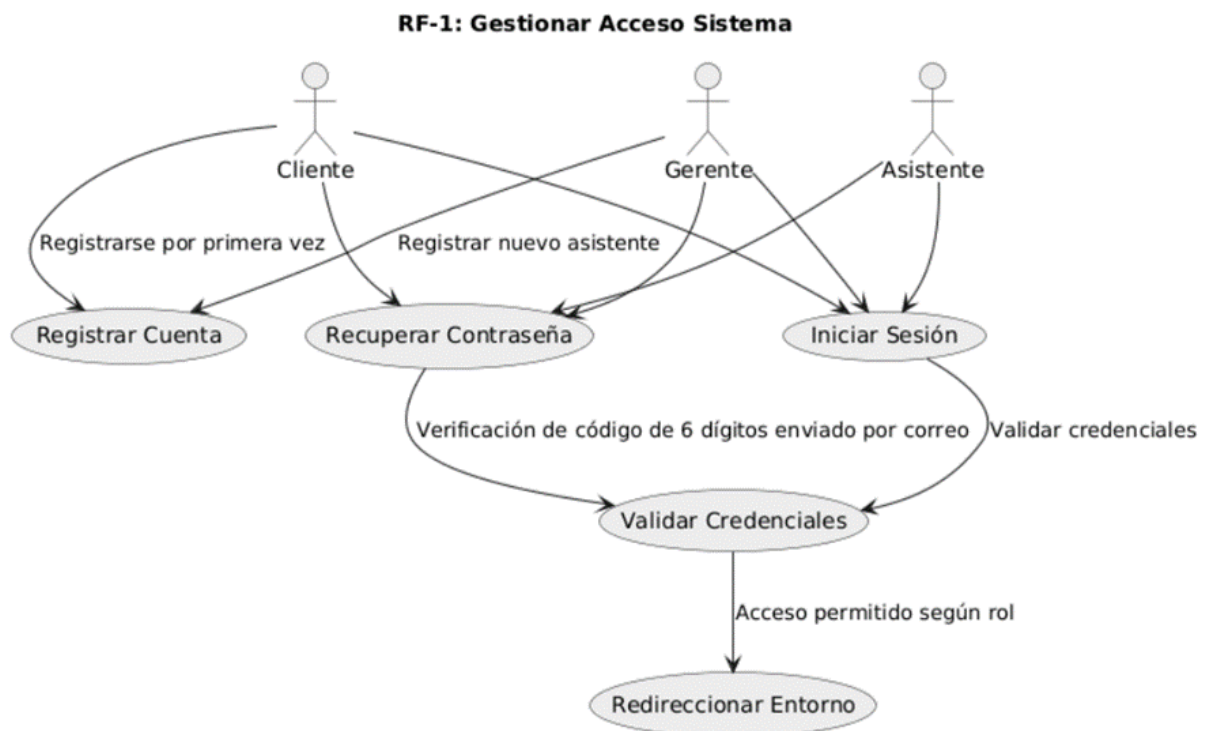 RF-1: Gestionar Acceso Sistema
Cliente
Gerente
Asistente
Registrarse por primera vez
Registrar nuevo asistente
Registrar Cuenta
Recuperar Contraseña
Iniciar Sesión
Verificación de código de 6 dígitos enviado por correo
Validar credenciales
Validar Credenciales
Acceso permitido según rol
Redireccionar Entorno